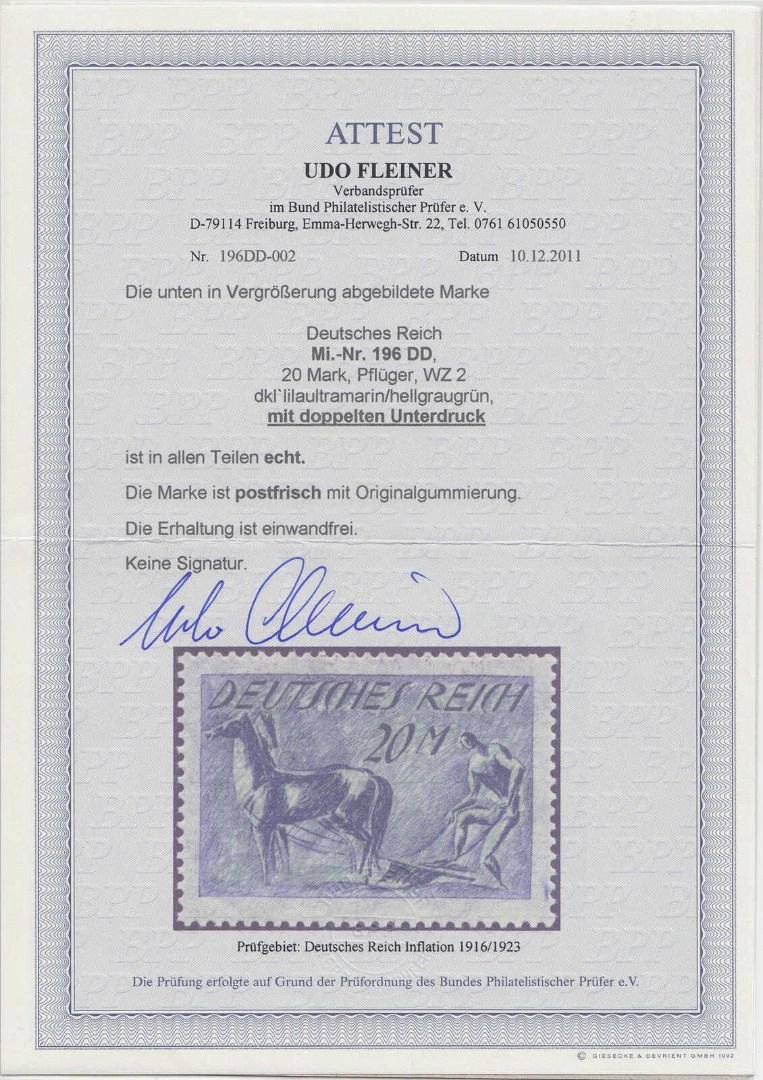 ATTEST
UDO FLEINER
Verbandsprüfer
im Bund Philatelistischer Prüfer e. V.
D-79114 Freiburg, Emma-Herwegh-Str. 22, Tel. 0761 61050550
Nr. 196DD-002 Datum 10.12.2011
Die unten in Vergrößerung abgebildete Marke
Deutsches Reich
Mi.-Nr. 196 DD,
20 Mark, Pflüger, WZ 2
dkl`lilaultramarin/hellgraugrün,
mit doppelten Unterdruck
ist in allen Teilen echt.
Die Marke ist postfrisch mit Originalgummierung.
Die Erhaltung ist einwandfrei.
Keine Signatur.
Udo Fleiner
DEUTSCHES REICH
20 M
Prüfgebiet: Deutsches Reich Inflation 1916/1923
Die Prüfung erfolgte auf Grund der Prüfordnung des Bundes Philatelistischer Prüfer e.V.
© GIESECKE & DEVRIENT GMBH 1992